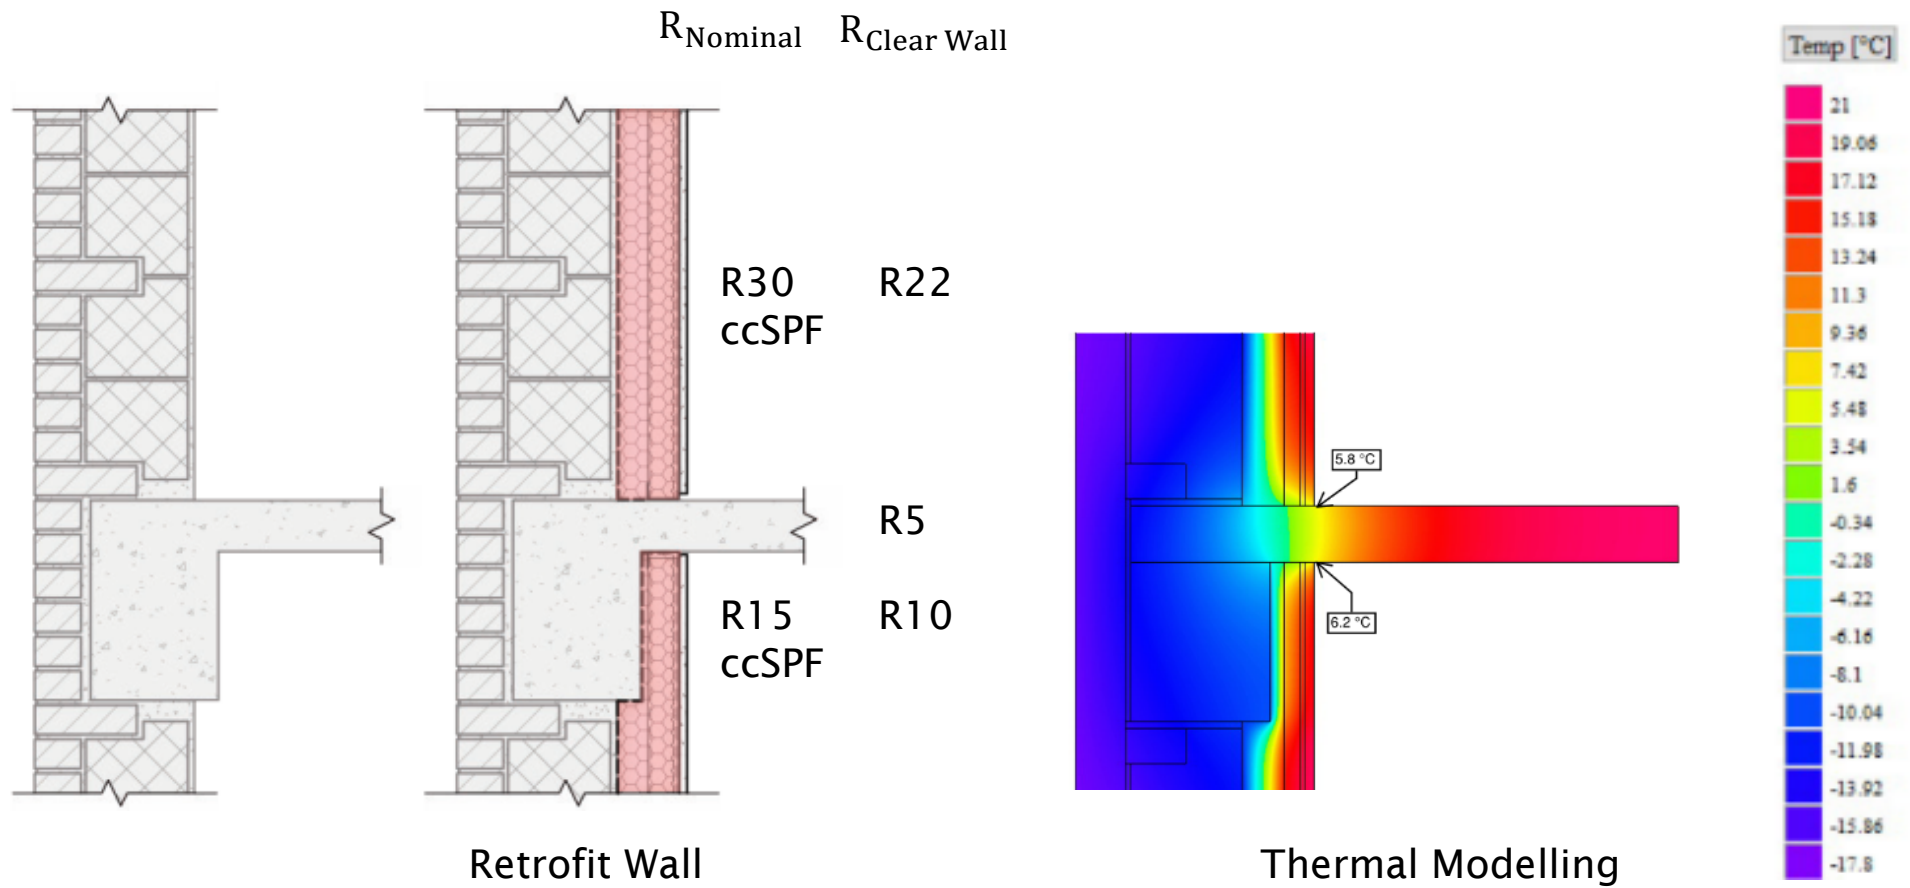 R_Nominal R_Clear Wall
R30 R22
ccSPF
R5
R15 R10
ccSPF
Retrofit Wall
5.8 °C
6.2 °C
Thermal Modelling
Temp [°C]
21
19.06
17.12
15.18
13.24
11.3
9.36
7.42
5.48
3.54
1.6
-0.34
-2.28
-4.22
-6.16
-8.1
-10.04
-11.98
-13.92
-15.86
-17.8